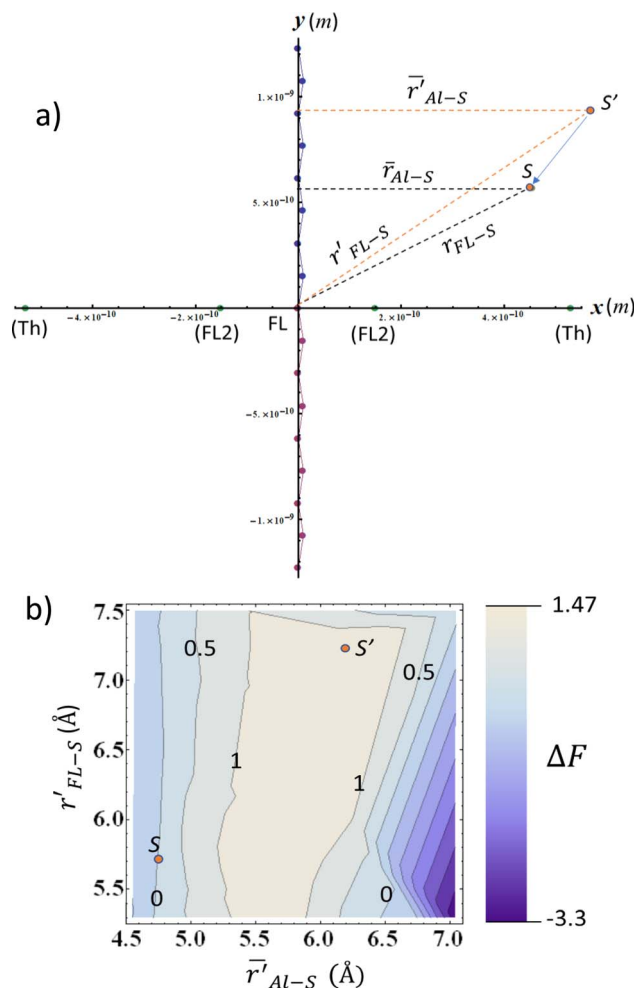 y (m)
a)
1.×10⁻⁹
r̅'Al−S
S'
r̅Al−S
S
5.×10⁻¹⁰
r'FL−S
rFL−S
x (m)
−4.×10⁻¹⁰
−2.×10⁻¹⁰
FL
2.×10⁻¹⁰
4.×10⁻¹⁰
(Th)
(FL2)
(FL2)
(Th)
−5.×10⁻¹⁰
−1.×10⁻⁹
b)
7.5
7.0
6.5
6.0
5.5
r'FL−S (Å)
0.5
S'
0.5
1
1
S
0
0
4.5 5.0 5.5 6.0 6.5 7.0
r̅'Al−S (Å)
1.47
ΔF
-3.3